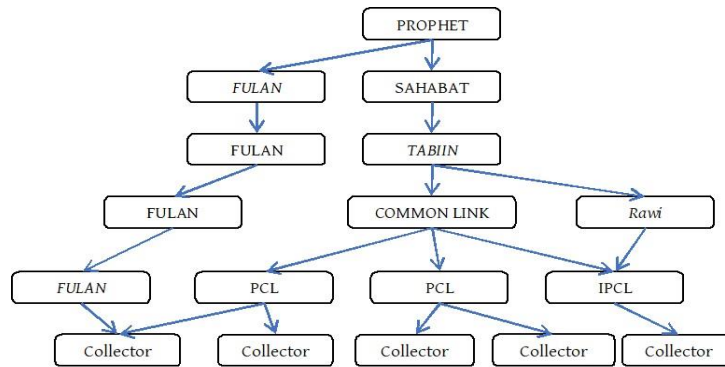 PROPHET
FULAN
SAHABAT
FULAN
TABIIN
FULAN
COMMON LINK
Rawi
FULAN
PCL
PCL
IPCL
Collector
Collector
Collector
Collector
Collector